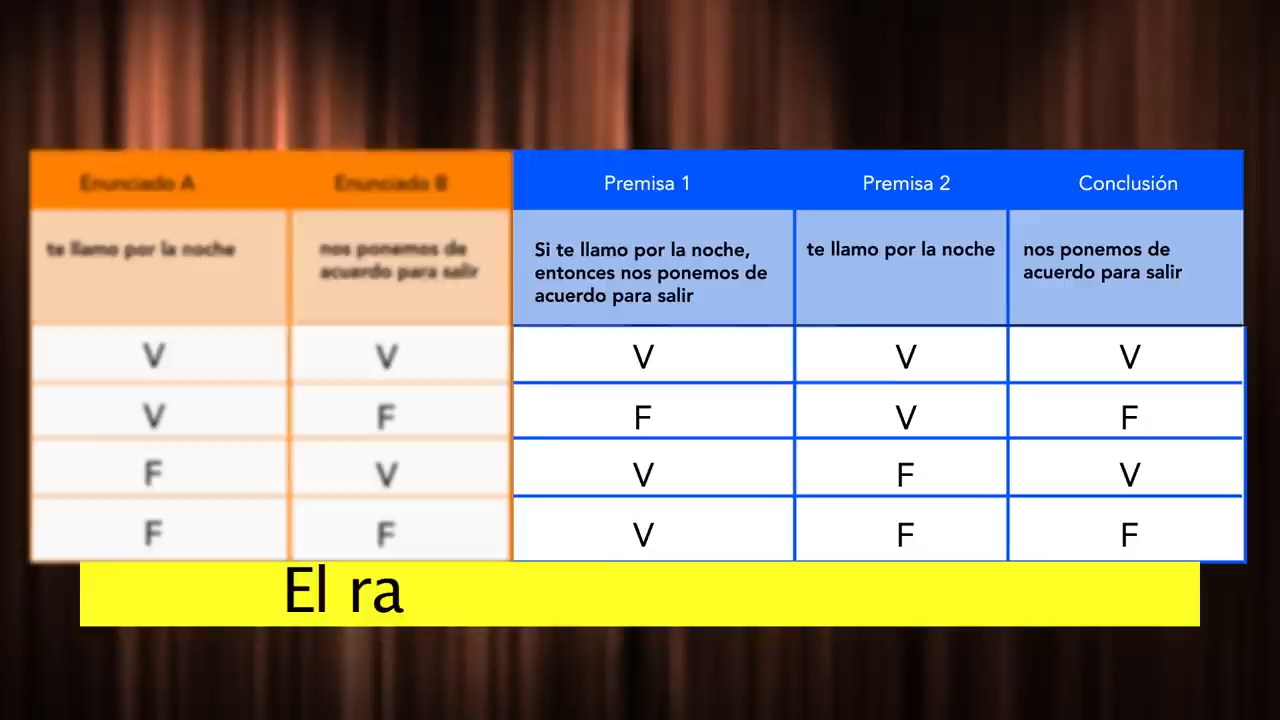 Enunciado A
Enunciado B
Premisa 1
Premisa 2
Conclusión
te llamo por la noche
nos ponemos de
acuerdo para salir
Si te llamo por la noche,
entonces nos ponemos de
acuerdo para salir
te llamo por la noche
nos ponemos de
acuerdo para salir
V
V
V
V
V
V
F
F
V
F
F
V
V
F
V
F
F
V
F
F
El ra